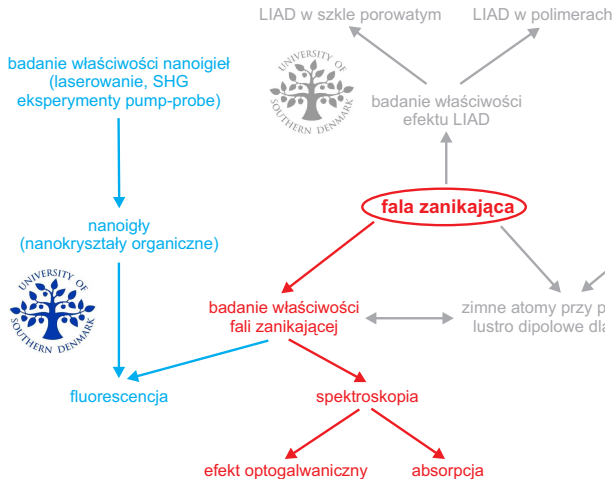 LIAD w szkle porowatym
LIAD w polimerach
badanie właściwości nanoigieł
(laserowanie, SHG
eksperymenty pump-probe)
UNIVERSITY OF
SOUTHERN DENMARK
badanie właściwości
efektu LIAD
fala zanikająca
nanoigły
(nanokryształy organiczne)
UNIVERSITY OF
SOUTHERN DENMARK
badanie właściwości
fali zanikającej
zimne atomy przy p
lustro dipolowe dla
fluorescencja
spektroskopia
efekt optogalwaniczny
absorpcja